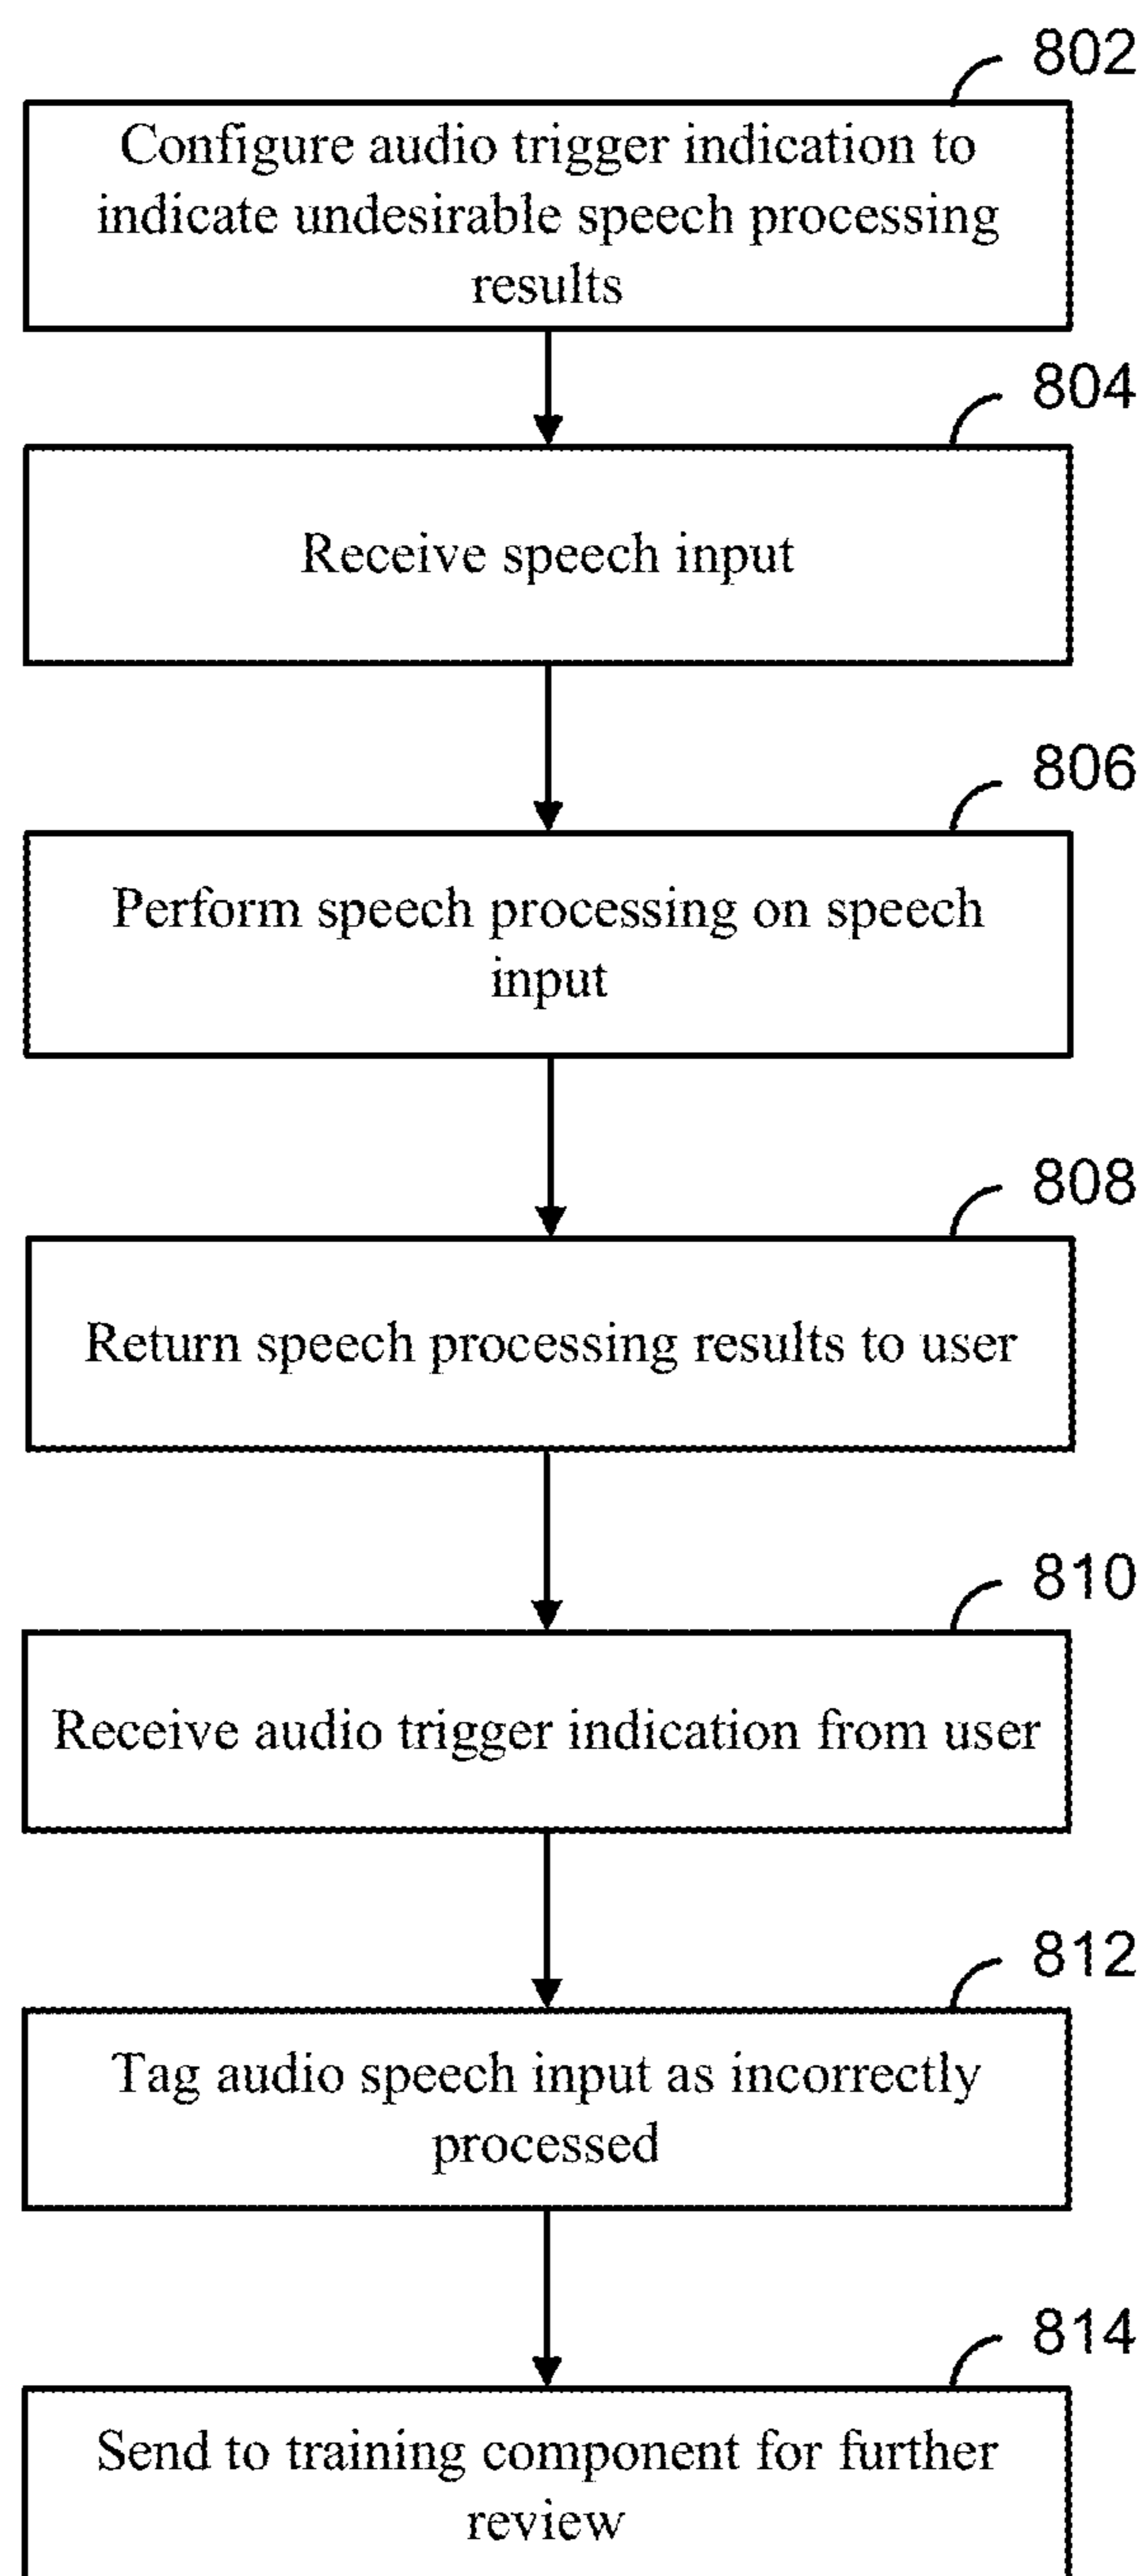 802
Configure audio trigger indication to
indicate undesirable speech processing
results
804
Receive speech input
806
Perform speech processing on speech
input
808
Return speech processing results to user
810
Receive audio trigger indication from user
812
Tag audio speech input as incorrectly
processed
814
Send to training component for further
review